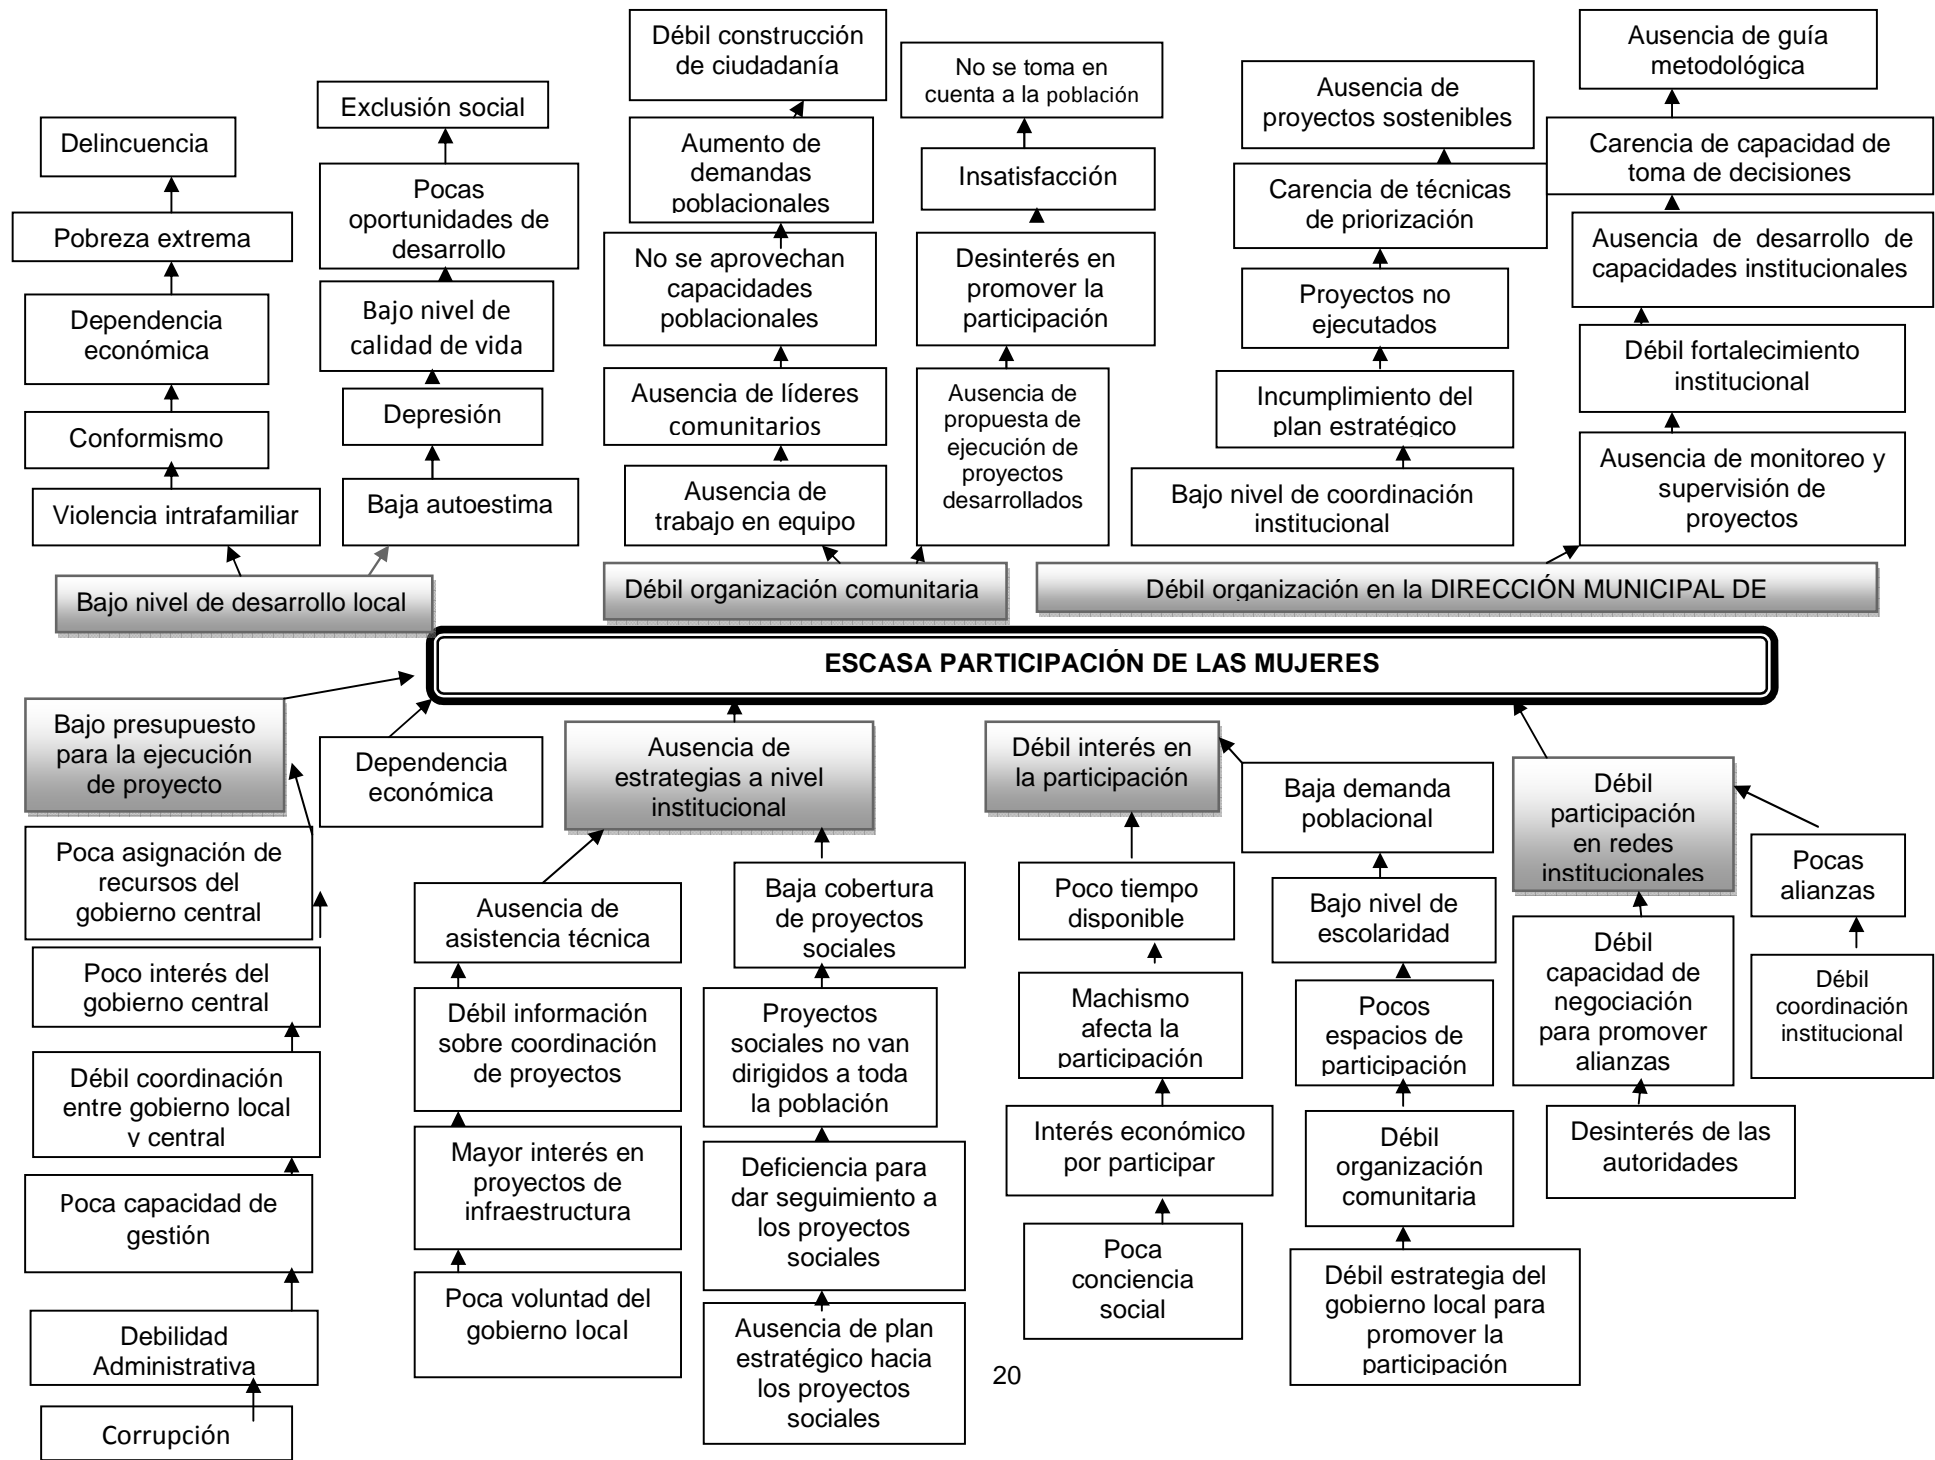 Débil construcción
de ciudadanía
Ausencia de guía
metodológica
No se toma en
cuenta a la población
Ausencia de
proyectos sostenibles
Exclusión social
Delincuencia
Aumento de
demandas
poblacionales
Carencia de capacidad de
toma de decisiones
Insatisfacción
Carencia de técnicas
de priorización
Pocas
oportunidades de
desarrollo
Pobreza extrema
No se aprovechan
capacidades
poblacionales
Desinterés en
promover la
participación
Ausencia de desarrollo de
capacidades institucionales
Proyectos no
ejecutados
Bajo nivel de
calidad de vida
Dependencia
económica
Débil fortalecimiento
institucional
Ausencia de líderes
comunitarios
Ausencia de
propuesta de
ejecución de
proyectos
desarrollados
Incumplimiento del
plan estratégico
Depresión
Conformismo
Ausencia de monitoreo y
supervisión de
proyectos
Violencia intrafamiliar
Baja autoestima
Ausencia de
trabajo en equipo
Bajo nivel de coordinación
institucional
Bajo nivel de desarrollo local
Débil organización comunitaria
Débil organización en la DIRECCIÓN MUNICIPAL DE
ESCASA PARTICIPACIÓN DE LAS MUJERES
Bajo presupuesto
para la ejecución
de proyecto
Dependencia
económica
Ausencia de
estrategias a nivel
institucional
Débil interés en
la participación
Baja demanda
poblacional
Débil
participación
en redes
institucionales
Poca asignación de
recursos del
gobierno central
Ausencia de
asistencia técnica
Baja cobertura
de proyectos
sociales
Poco tiempo
disponible
Bajo nivel de
escolaridad
Pocas
alianzas
Débil
capacidad de
negociación
para promover
alianzas
Débil
coordinación
institucional
Poco interés del
gobierno central
Débil información
sobre coordinación
de proyectos
Proyectos
sociales no van
dirigidos a toda
la población
Machismo
afecta la
participación
Pocos
espacios de
participación
Débil coordinación
entre gobierno local
y central
Mayor interés en
proyectos de
infraestructura
Deficiencia para
dar seguimiento a
los proyectos
sociales
Interés económico
por participar
Débil
organización
comunitaria
Desinterés de las
autoridades
Poca capacidad de
gestión
Poca voluntad del
gobierno local
Ausencia de plan
estratégico hacia
los proyectos
sociales
Poca
conciencia
social
Débil estrategia del
gobierno local para
promover la
participación
Debilidad
Administrativa
Corrupción
20